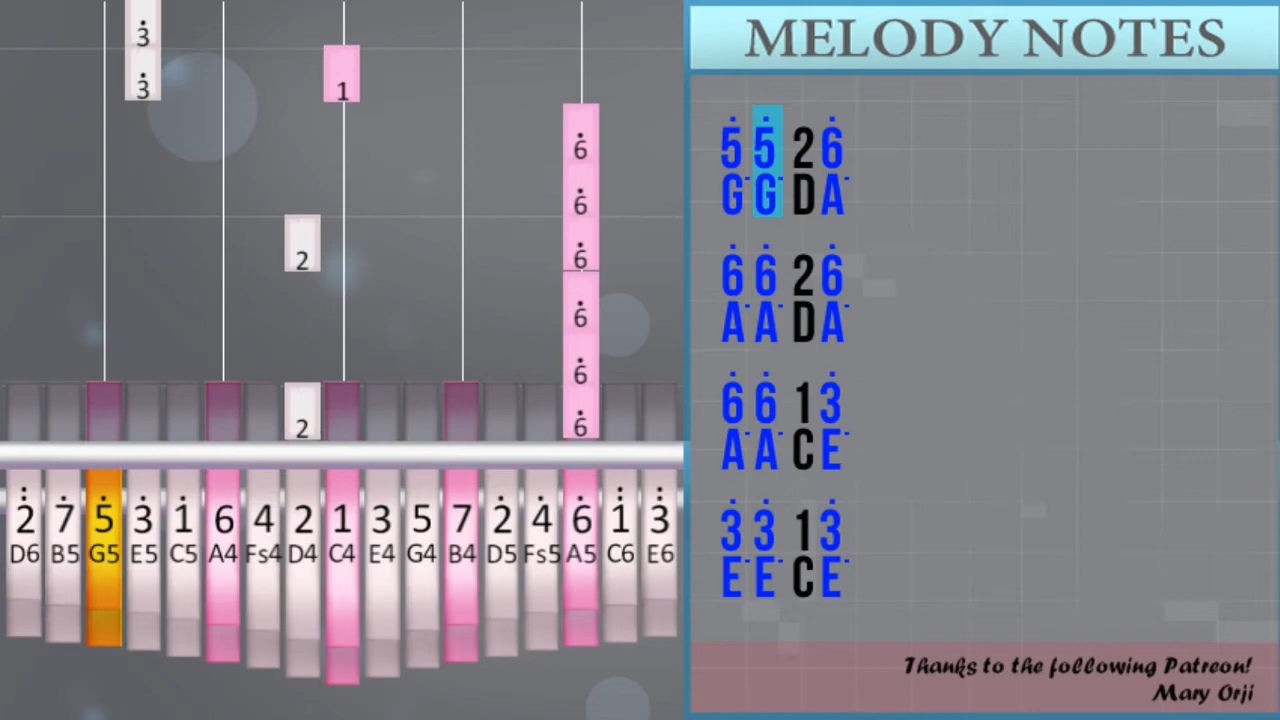 MELODY NOTES
5̇ 5̇ 2 6̇
G· G· D A·
6̇ 6̇ 2 6̇
A· A· D A·
6̇ 6̇ 1 3̇
A· A· C E·
3̇ 3̇ 1 3̇
E· E· C E·
3̇
3̇
1
6̇
6̇
2
6̇
6̇
6̇
2
6̇
2̈ 7̇ 5̇ 3̇ 1̇ 6 4 2 1 3 5 7 2̇ 4̇ 6̇ 1̈ 3̈
D6 B5 G5 E5 C5 A4 Fs4 D4 C4 E4 G4 B4 D5 Fs5 A5 C6 E6
Thanks to the following Patreon!
Mary Orji